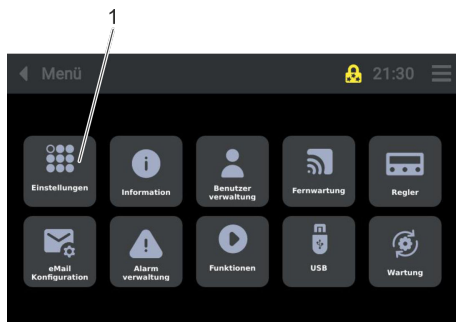 1
Menü
21:30
Einstellungen
Information
Benutzer
verwaltung
Fernwartung
Regler
eMail
Konfiguration
Alarm
verwaltung
Funktionen
USB
Wartung